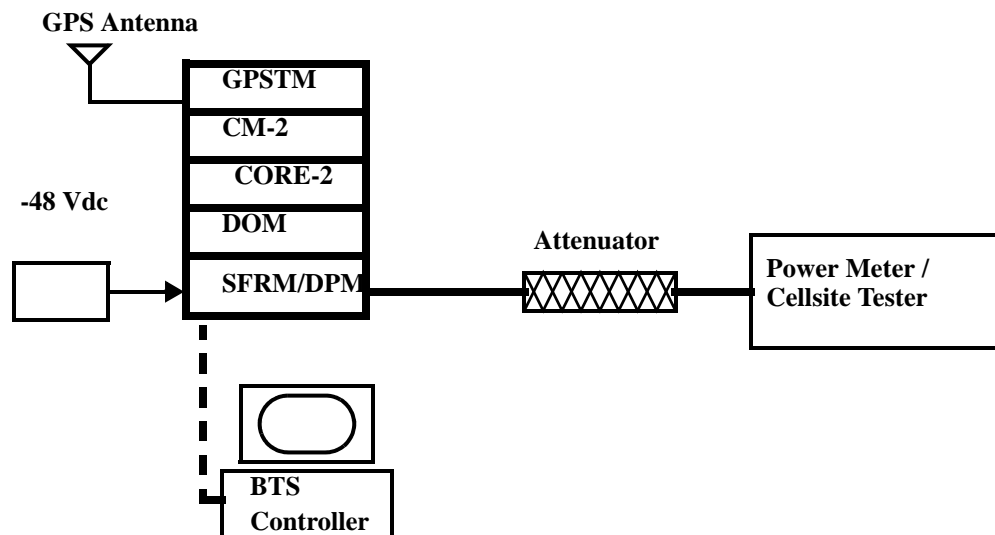 GPS Antenna
GPSTM
CM-2
CORE-2
-48 Vdc
DOM
Attenuator
SFRM/DPM
Power Meter /
Cellsite Tester
BTS
Controller